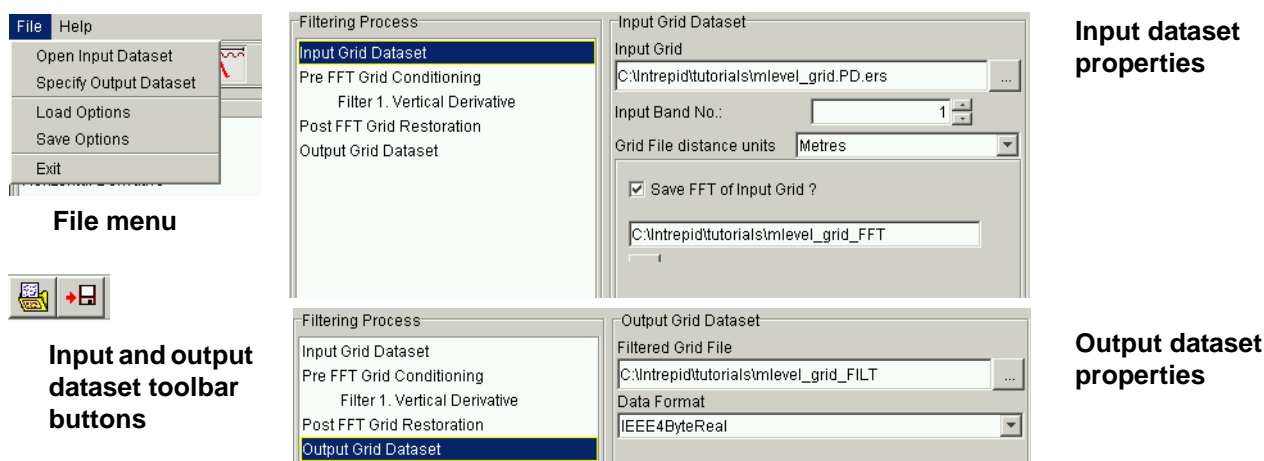 File Help
Open Input Dataset
Specify Output Dataset
Load Options
Save Options
Exit
File menu
Input and output
dataset toolbar
buttons
Filtering Process
Input Grid Dataset
Pre FFT Grid Conditioning
Filter 1. Vertical Derivative
Post FFT Grid Restoration
Output Grid Dataset
Input Grid Dataset
Input Grid
C:\Intrepid\tutorials\mlevel_grid.PD.ers ...
Input Band No.: 1
Grid File distance units Metres
Save FFT of Input Grid ?
C:\Intrepid\tutorials\mlevel_grid_FFT
Input dataset
properties
Filtering Process
Input Grid Dataset
Pre FFT Grid Conditioning
Filter 1. Vertical Derivative
Post FFT Grid Restoration
Output Grid Dataset
Output Grid Dataset
Filtered Grid File
C:\Intrepid\tutorials\mlevel_grid_FILT ...
Data Format
IEEE4ByteReal
Output dataset
properties